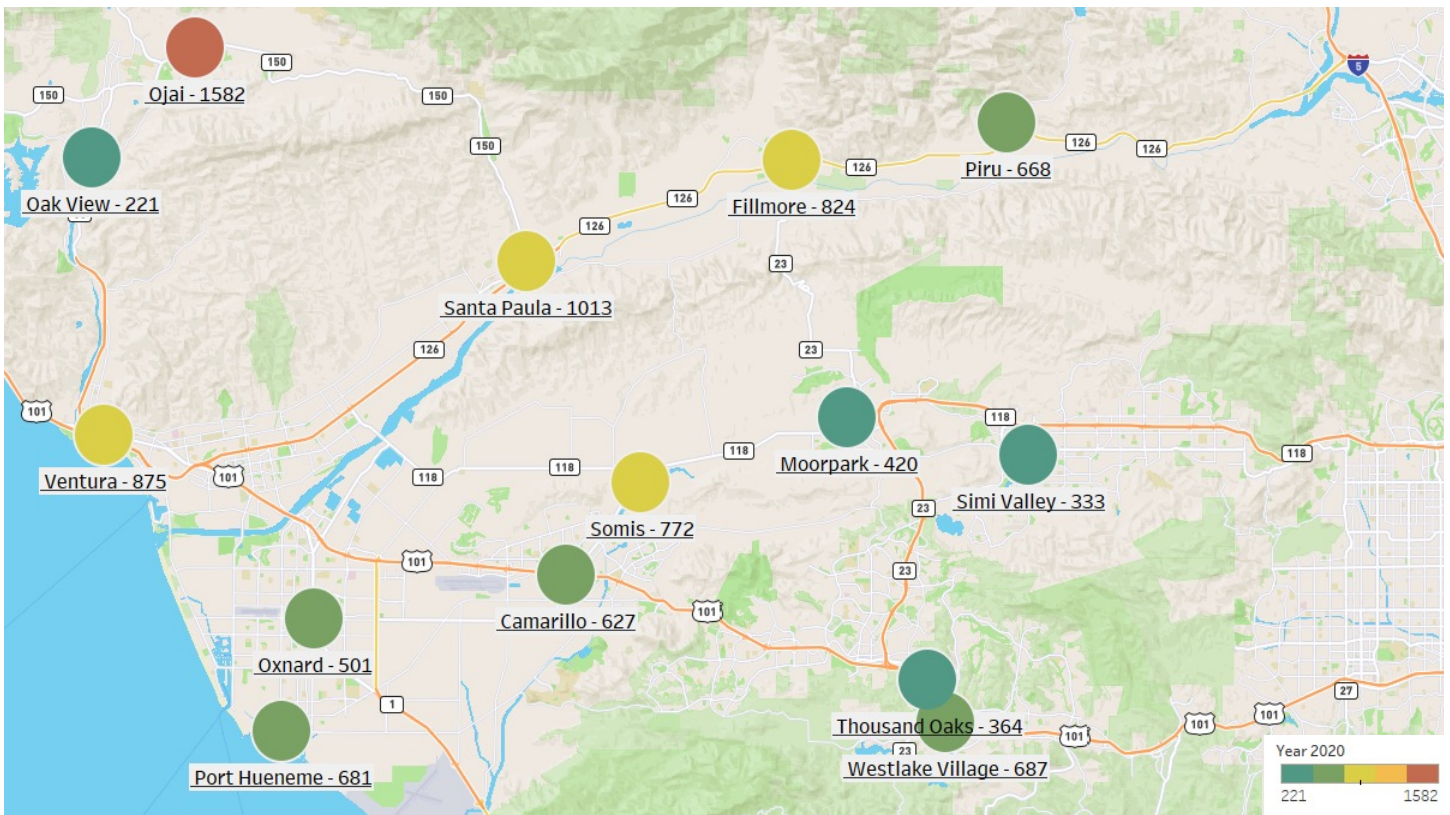 5
150
Ojai - 1582
150
150
150
126
126
Oak View - 221
126
Piru - 668
126
Fillmore - 824
126
23
Santa Paula - 1013
126
23
101
118
118
Moorpark - 420
118
118
101
118
Ventura - 875
Simi Valley - 333
23
Somis - 772
101
23
101
Camarillo - 627
Oxnard - 501
27
1
101
101
Thousand Oaks - 364
101
23
Westlake Village - 687
Port Hueneme - 681
Year 2020
221
1582